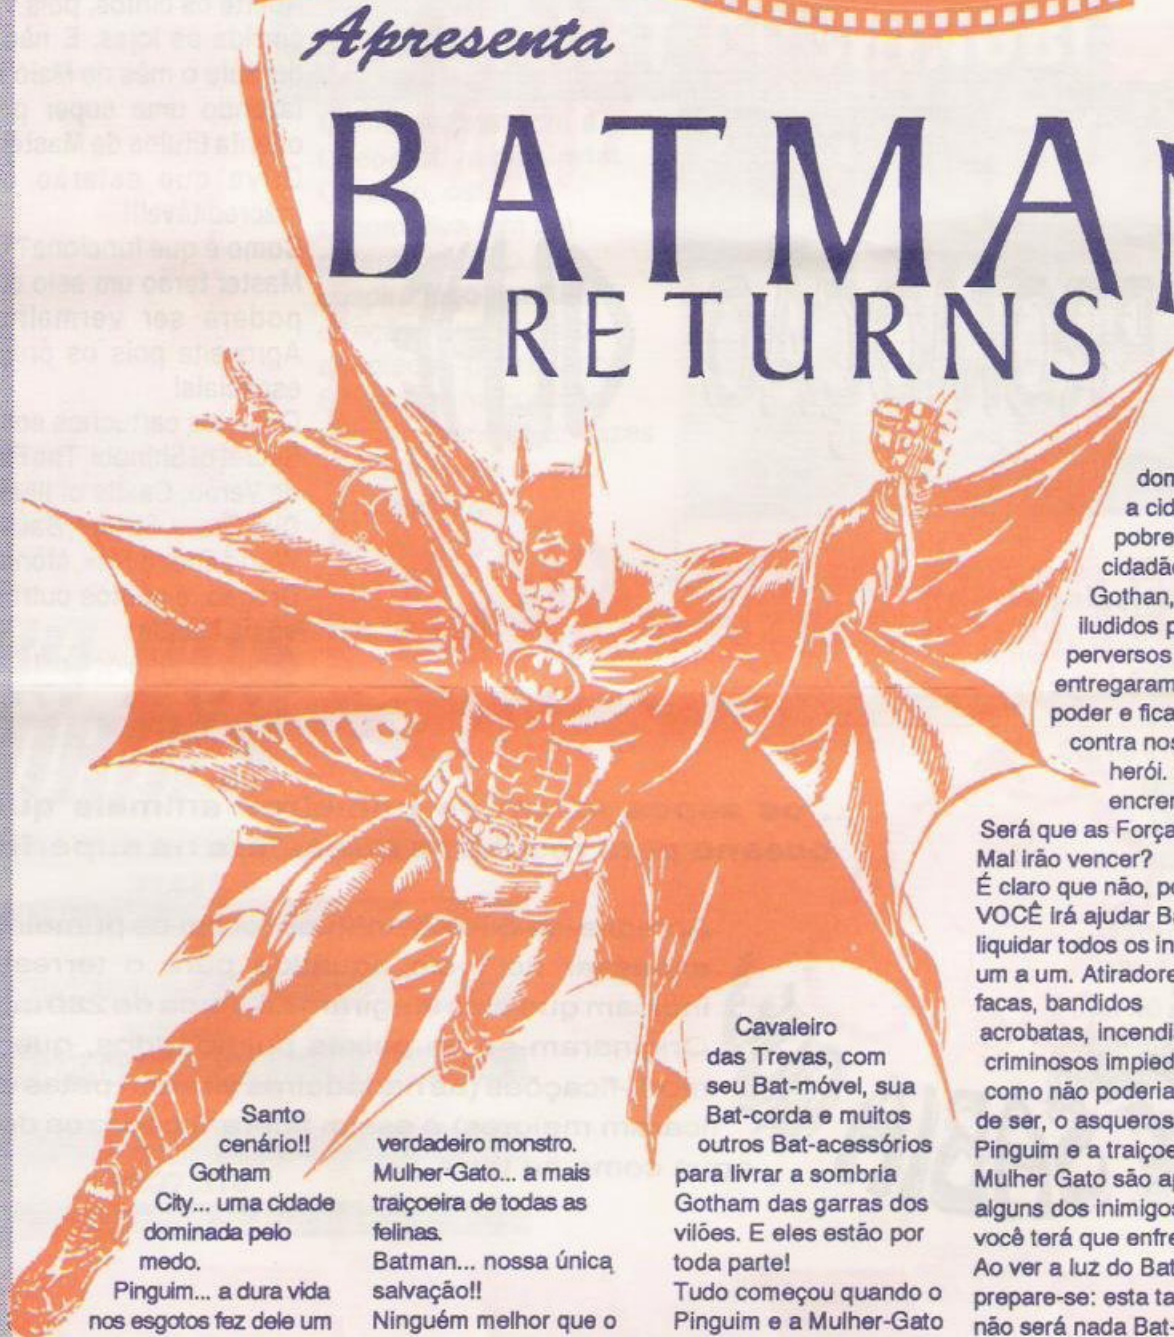 Apresenta
BATMAN
RETURNS
Santo
cenário!!
Gotham
City... uma cidade
dominada pelo
medo.
Pinguim... a dura vida
nos esgotos fez dele um
verdadeiro monstro.
Mulher-Gato... a mais
traiçoeira de todas as
felinas.
Batman... nossa única
salvação!!
Ninguém melhor que o
Cavaleiro
das Trevas, com
seu Bat-móvel, sua
Bat-corda e muitos
outros Bat-acessórios
para livrar a sombria
Gotham das garras dos
vilões. E eles estão por
toda parte!
Tudo começou quando o
Pinguim e a Mulher-Gato
dom
a cid
pobre
cidadã
Gothan,
iludidos p
perversos
entregaram
poder e fica
contra nos
herói.
encren
Será que as Força
Mal irão vencer?
É claro que não, po
VOCÊ irá ajudar B
liquidar todos os in
um a um. Atiradore
facas, bandidos
acrobatas, incendi
criminosos impied
como não poderia
de ser, o asqueros
Pinguim e a traiçoe
Mulher Gato são a
alguns dos inimigos
você terá que enfre
Ao ver a luz do Bat
prepare-se: esta ta
não será nada Bat-